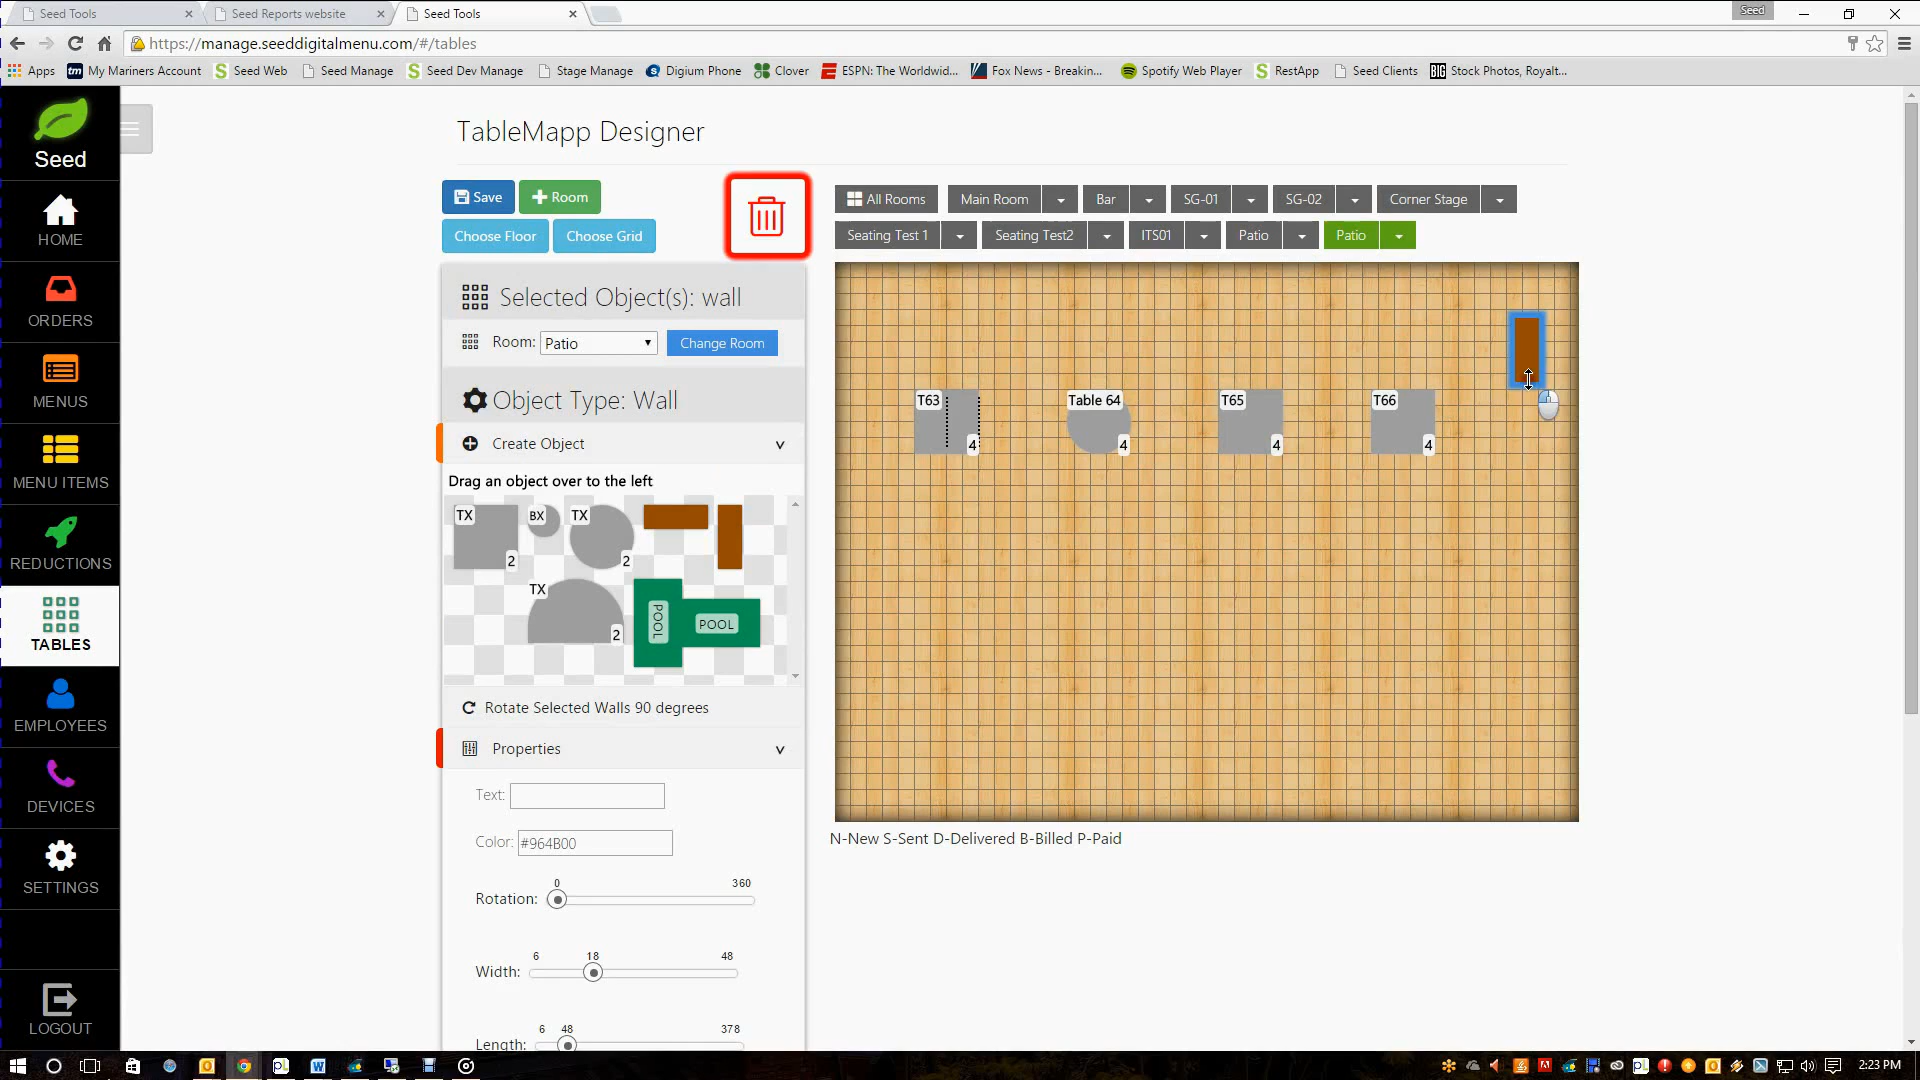 Seed Tools
Seed Reports website
Seed Tools
Seed
https://manage.seeddigitalmenu.com/#/tables
Apps
My Mariners Account
Seed Web
Seed Manage
Seed Dev Manage
Stage Manage
Digium Phone
Clover
ESPN: The Worldwid...
Fox News - Breakin...
Spotify Web Player
RestApp
Seed Clients
BIG
Stock Photos, Royalt...
Seed
HOME
ORDERS
MENUS
MENU ITEMS
REDUCTIONS
TABLES
EMPLOYEES
DEVICES
SETTINGS
LOGOUT
TableMapp Designer
Save
Room
Choose Floor
Choose Grid
All Rooms
Main Room
Bar
SG-01
SG-02
Corner Stage
Seating Test 1
Seating Test2
ITS01
Patio
Patio
Selected Object(s): wall
Room: Patio
Change Room
Object Type: Wall
Create Object
Drag an object over to the left
TX
2
BX
TX
2
TX
2
POOL
POOL
Rotate Selected Walls 90 degrees
Properties
Text:
Color: #964B00
0 360
Rotation:
6 18 48
Width:
6 48 378
Length:
T63
4
Table 64
4
T65
4
T66
4
N-New S-Sent D-Delivered B-Billed P-Paid
2:23 PM